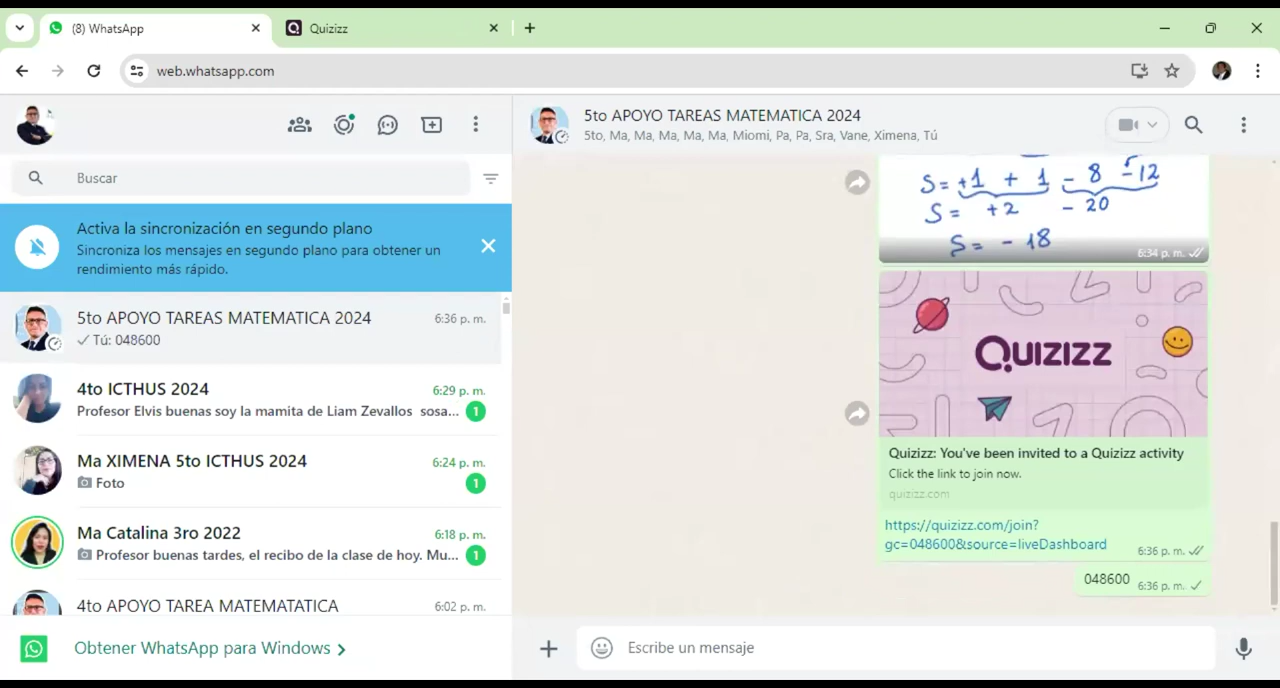 (8) WhatsApp
Quizizz
web.whatsapp.com
Buscar
Activa la sincronización en segundo plano
Sincroniza los mensajes en segundo plano para obtener un
rendimiento más rápido.
5to APOYO TAREAS MATEMATICA 2024
6:36 p. m.
Tú: 048600
4to ICTHUS 2024
6:29 p. m.
Profesor Elvis buenas soy la mamita de Liam Zevallos sosa...
1
Ma XIMENA 5to ICTHUS 2024
6:24 p. m.
Foto
1
Ma Catalina 3ro 2022
6:18 p. m.
Profesor buenas tardes, el recibo de la clase de hoy. Mu...
1
4to APOYO TAREA MATEMATATICA
6:02 p. m.
Obtener WhatsApp para Windows
5to APOYO TAREAS MATEMATICA 2024
5to, Ma, Ma, Ma, Ma, Ma, Miomi, Pa, Pa, Sra, Vane, Ximena, Tú
S= +1 + 1 - 8 -12
S= +2 - 20
S= - 18
6:34 p. m.
QUIZIZZ
Quizizz: You've been invited to a Quizizz activity
Click the link to join now.
quizizz.com
https://quizizz.com/join?
gc=048600&source=liveDashboard
6:36 p. m.
048600
6:36 p. m.
Escribe un mensaje